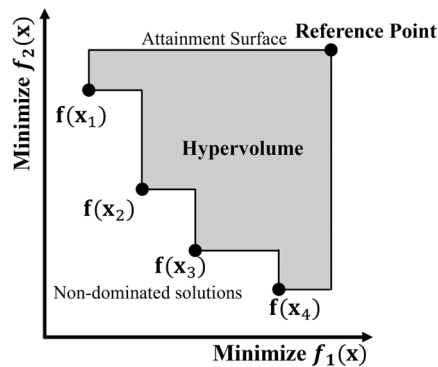 Attainment Surface
Reference Point
Minimize f₂(x)
f(x₁)
Hypervolume
f(x₂)
f(x₃)
Non-dominated solutions
f(x₄)
Minimize f₁(x)